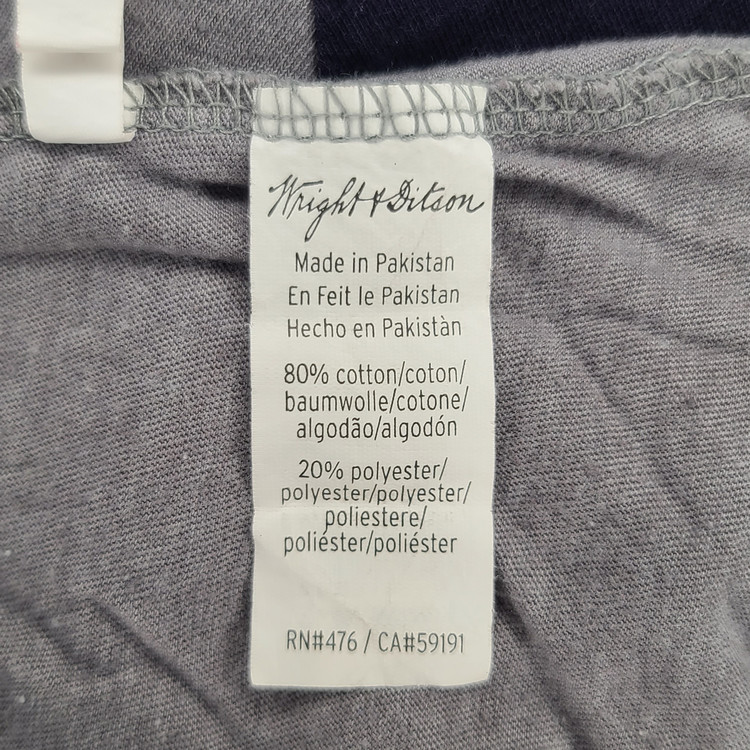 Wright & Ditson
Made in Pakistan
En Feit le Pakistan
Hecho en Pakistàn
80% cotton/coton/
baumwolle/cotone/
algodão/algodón
20% polyester/
polyester/polyester/
poliestere/
poliéster/poliéster
RN#476 / CA#59191